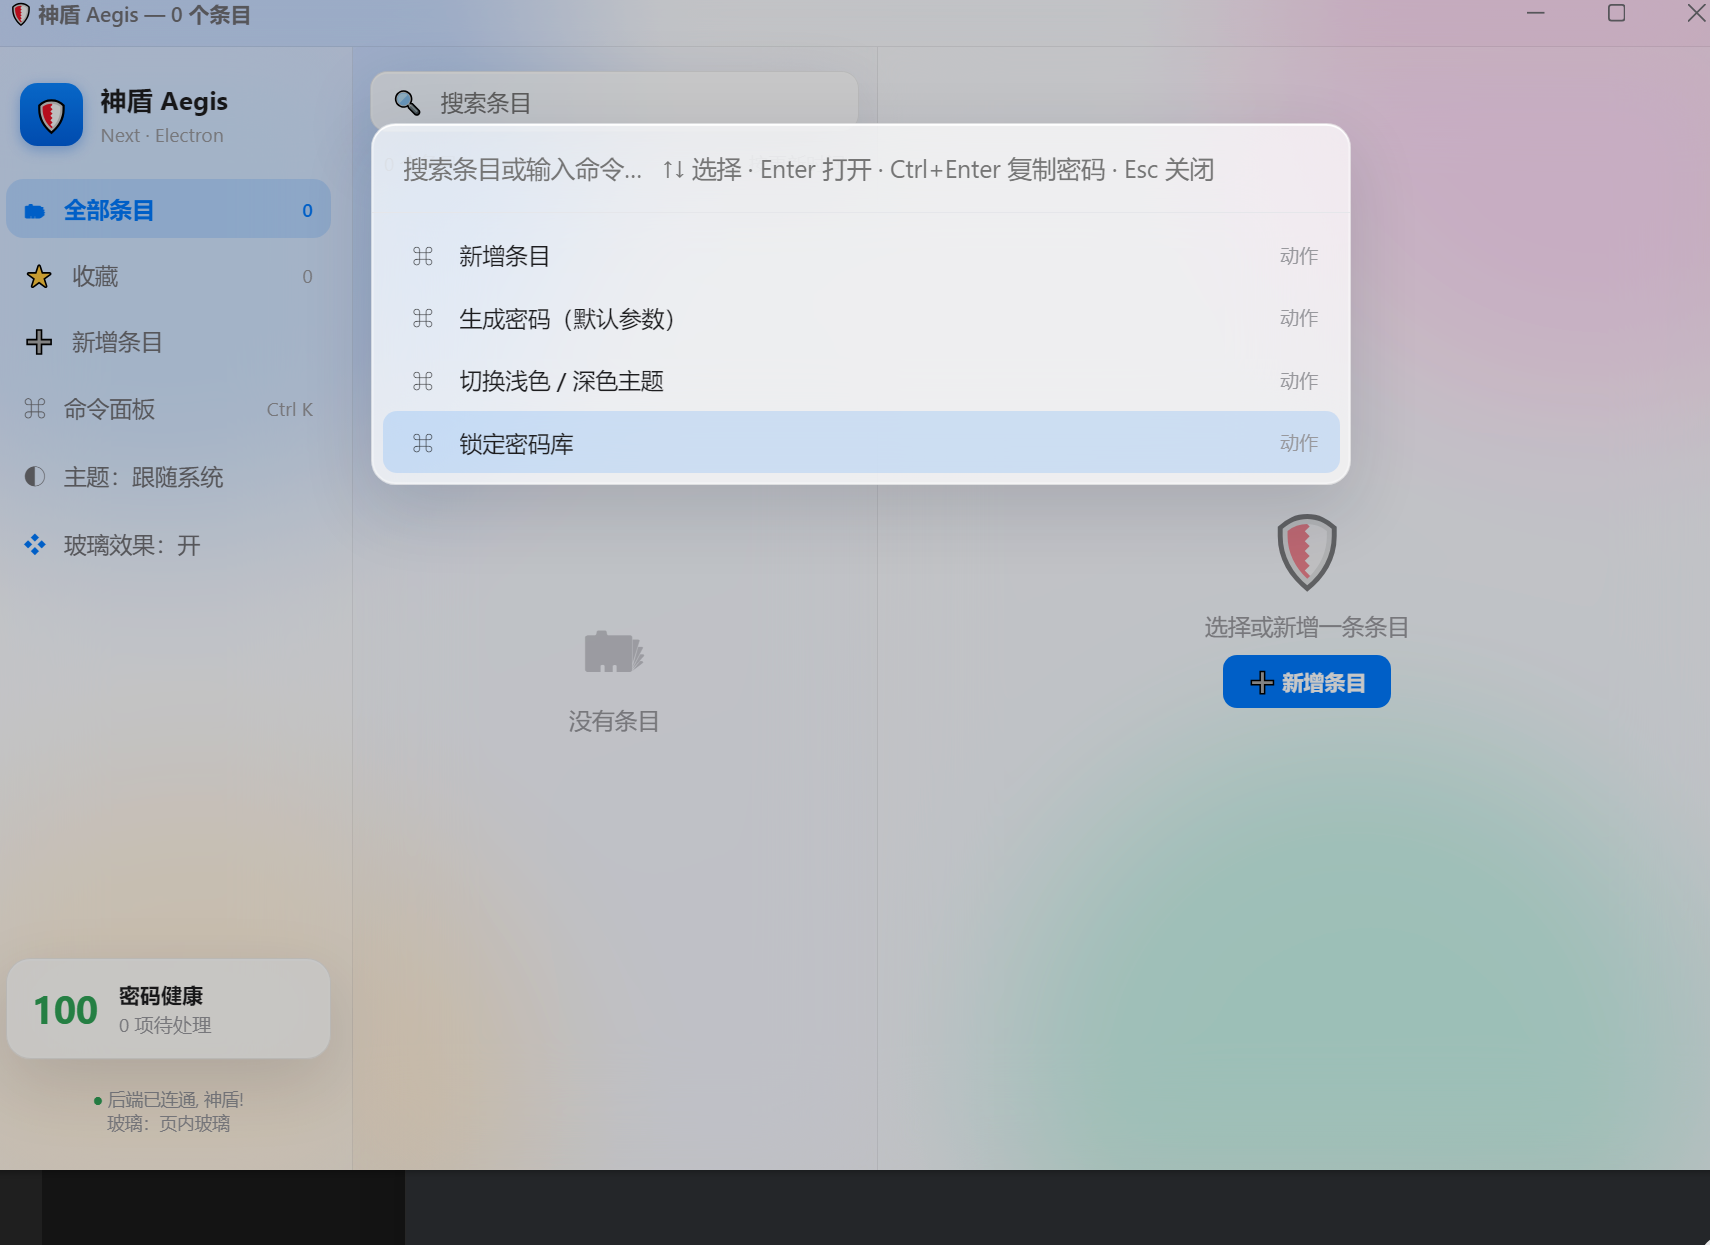 神盾 Aegis — 0 个条目
神盾 Aegis
Next · Electron
全部条目 0
收藏 0
新增条目
⌘ 命令面板 Ctrl K
主题：跟随系统
玻璃效果：开
100
密码健康
0 项待处理
后端已连通, 神盾!
玻璃：页内玻璃
搜索条目
搜索条目或输入命令... ↑↓ 选择 · Enter 打开 · Ctrl+Enter 复制密码 · Esc 关闭
⌘ 新增条目 动作
⌘ 生成密码（默认参数） 动作
⌘ 切换浅色 / 深色主题 动作
⌘ 锁定密码库 动作
没有条目
选择或新增一条条目
新增条目